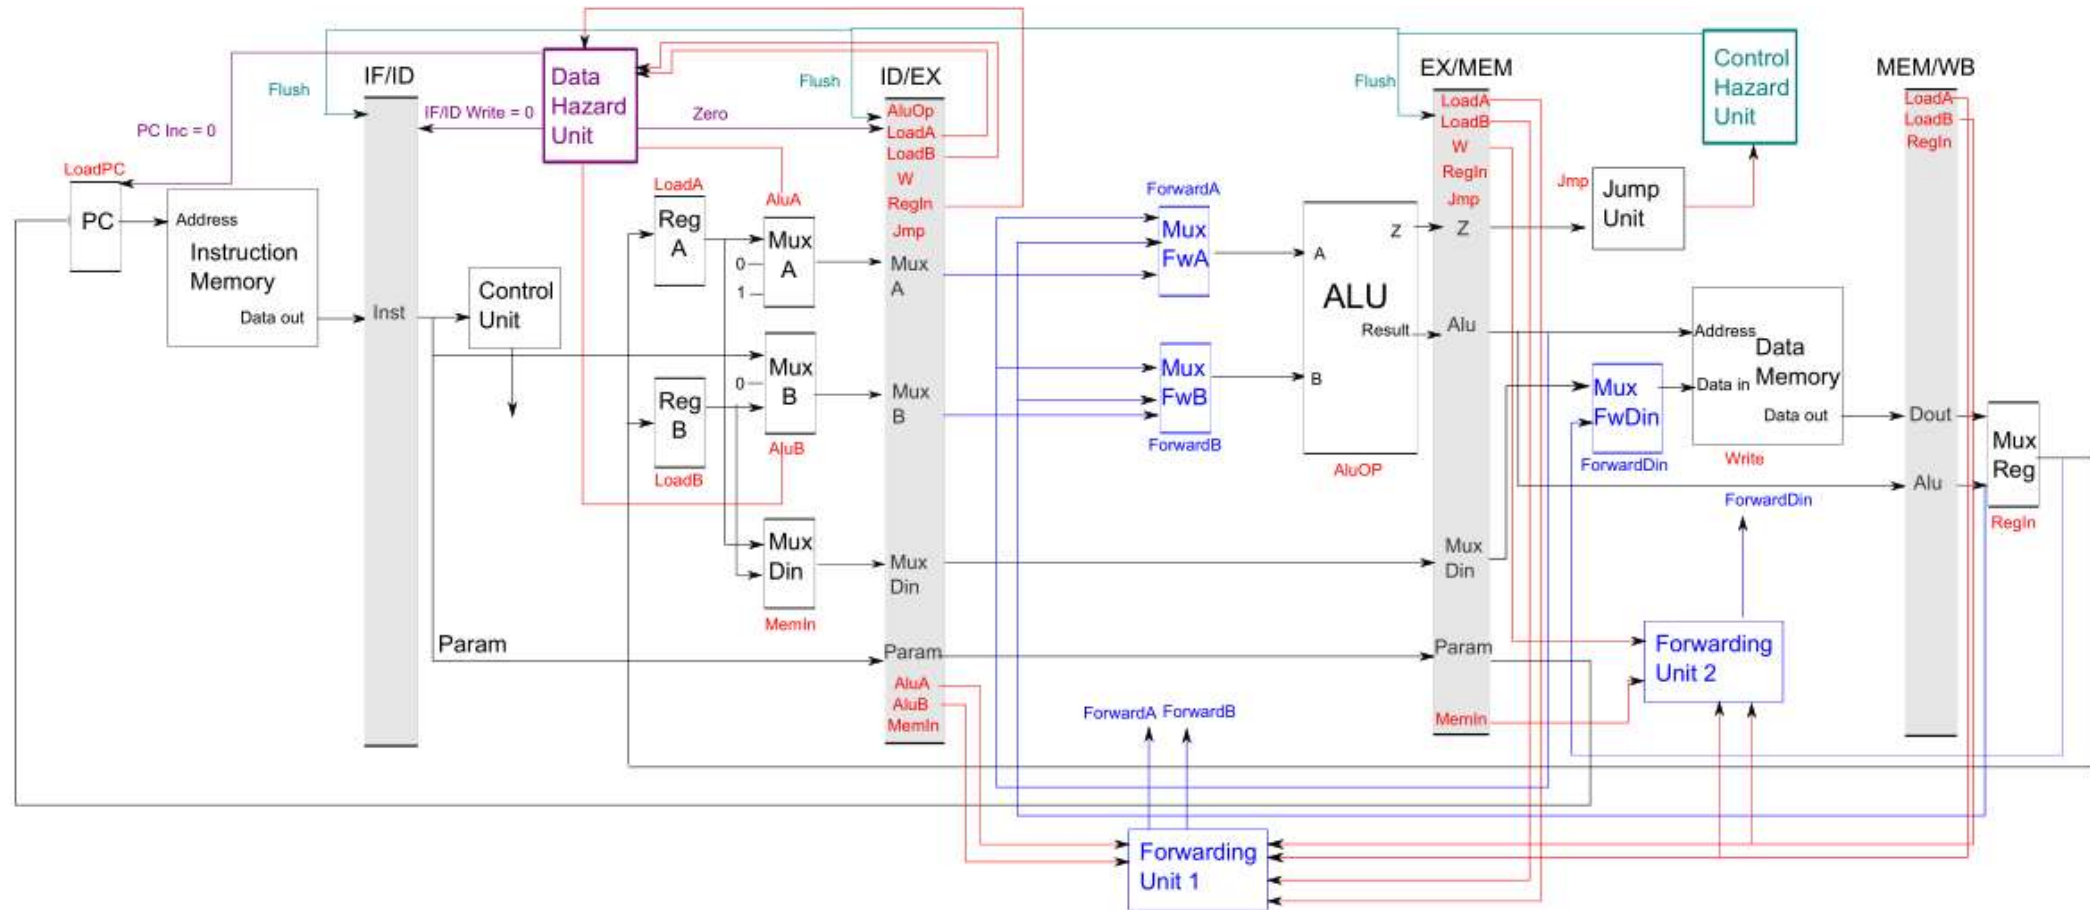 IF/ID
Data
Hazard
Unit
ID/EX
EX/MEM
Control
Hazard
Unit
MEM/WB
Flush
Flush
Flush
PC Inc = 0
IF/ID Write = 0
Zero
LoadPC
PC
Address
Instruction
Memory
Data out
Inst
Control
Unit
Param
LoadA
Reg
A
AluA
Mux
A
0
1
Mux
B
0
AluB
Reg
B
LoadB
Mux
Din
MemIn
AluOp
LoadA
LoadB
W
RegIn
Jmp
Mux
A
Mux
B
Mux
Din
Param
AluA
AluB
MemIn
ForwardA
Mux
FwA
Mux
FwB
ForwardB
A
Z
ALU
Result
B
AluOP
ForwardA
ForwardB
Forwarding
Unit 1
LoadA
LoadB
W
RegIn
Jmp
Z
Alu
Mux
Din
Param
MemIn
Jmp
Jump
Unit
Mux
FwDin
ForwardDin
Address
Data
Memory
Data in
Data out
Write
ForwardDin
Forwarding
Unit 2
LoadA
LoadB
RegIn
Dout
Alu
Mux
Reg
RegIn